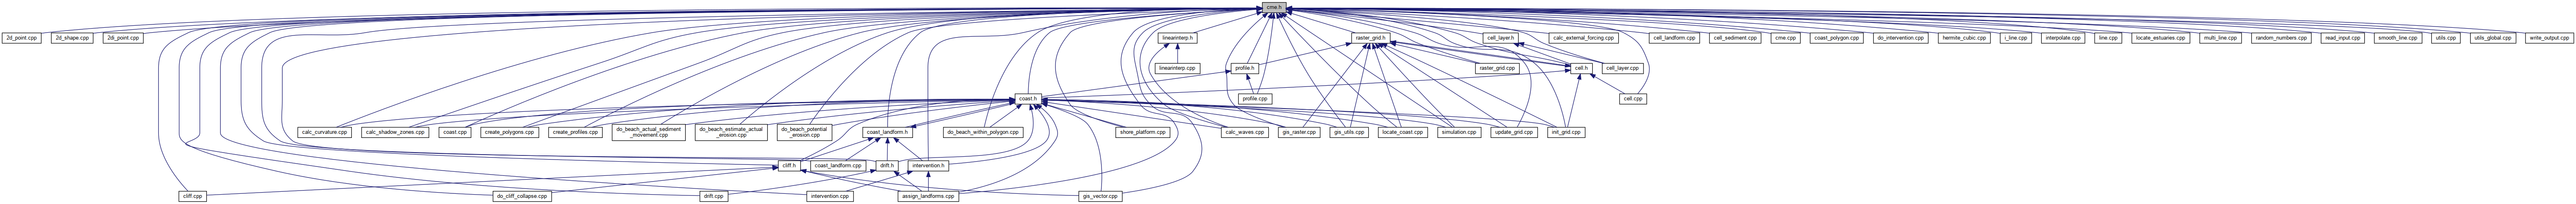 cme.h
2d_point.cpp
2d_shape.cpp
2di_point.cpp
linearinterp.h
raster_grid.h
cell_layer.h
calc_external_forcing.cpp
cell_landform.cpp
cell_sediment.cpp
cme.cpp
coast_polygon.cpp
do_intervention.cpp
hermite_cubic.cpp
i_line.cpp
interpolate.cpp
line.cpp
locate_estuaries.cpp
multi_line.cpp
random_numbers.cpp
read_input.cpp
smooth_line.cpp
utils.cpp
utils_global.cpp
write_output.cpp
linearinterp.cpp
profile.h
raster_grid.cpp
cell.h
cell_layer.cpp
coast.h
profile.cpp
cell.cpp
calc_curvature.cpp
calc_shadow_zones.cpp
coast.cpp
create_polygons.cpp
create_profiles.cpp
do_beach_actual_sediment
_movement.cpp
do_beach_estimate_actual
_erosion.cpp
do_beach_potential
_erosion.cpp
coast_landform.h
do_beach_within_polygon.cpp
shore_platform.cpp
calc_waves.cpp
gis_raster.cpp
gis_utils.cpp
locate_coast.cpp
simulation.cpp
update_grid.cpp
init_grid.cpp
cliff.h
coast_landform.cpp
drift.h
intervention.h
cliff.cpp
do_cliff_collapse.cpp
drift.cpp
intervention.cpp
assign_landforms.cpp
gis_vector.cpp